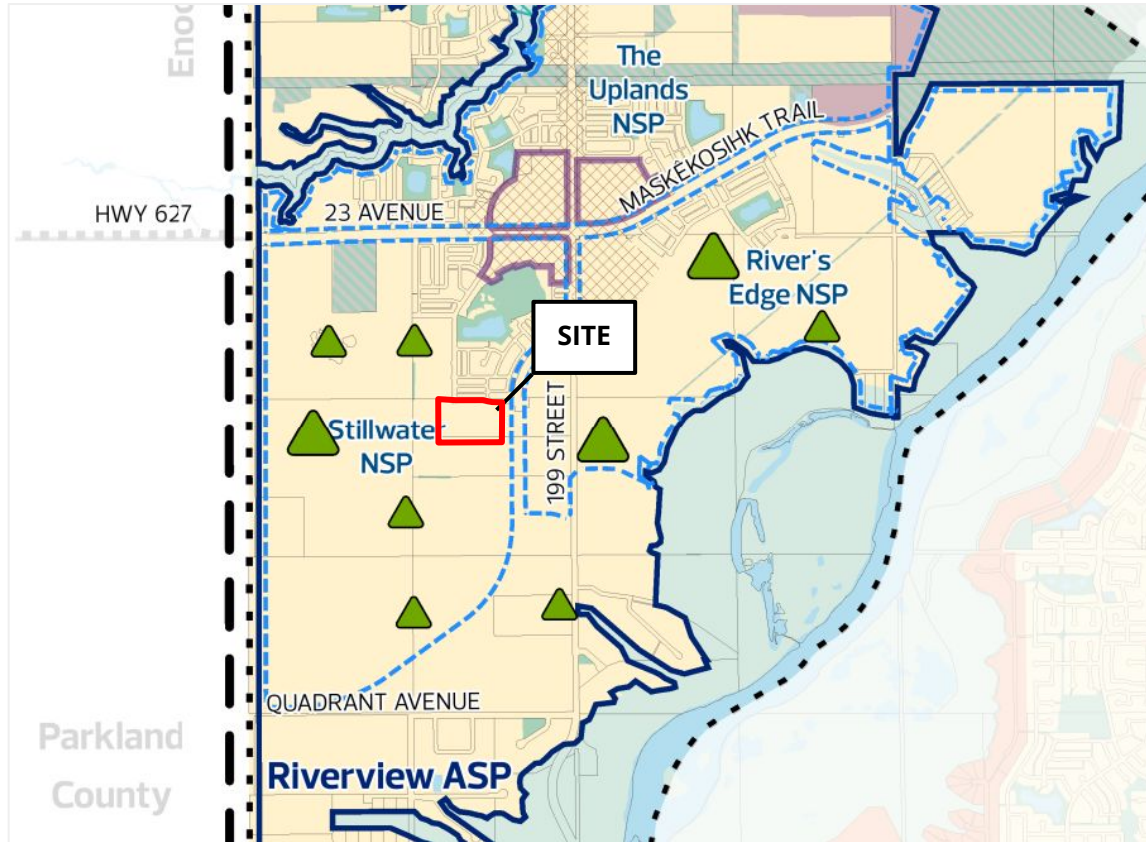 Enoc
The
Uplands
NSP
MASKÊKOSIHK TRAIL
HWY 627
23 AVENUE
River's
Edge NSP
SITE
199 STREET
Stillwater
NSP
QUADRANT AVENUE
Parkland
County
Riverview ASP